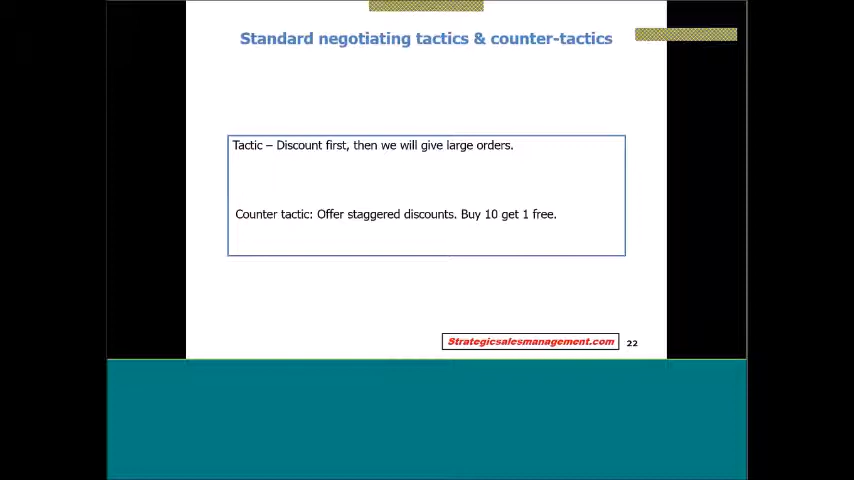 Standard negotiating tactics & counter-tactics
Tactic – Discount first, then we will give large orders.
Counter tactic: Offer staggered discounts. Buy 10 get 1 free.
Strategicsalesmanagement.com
22